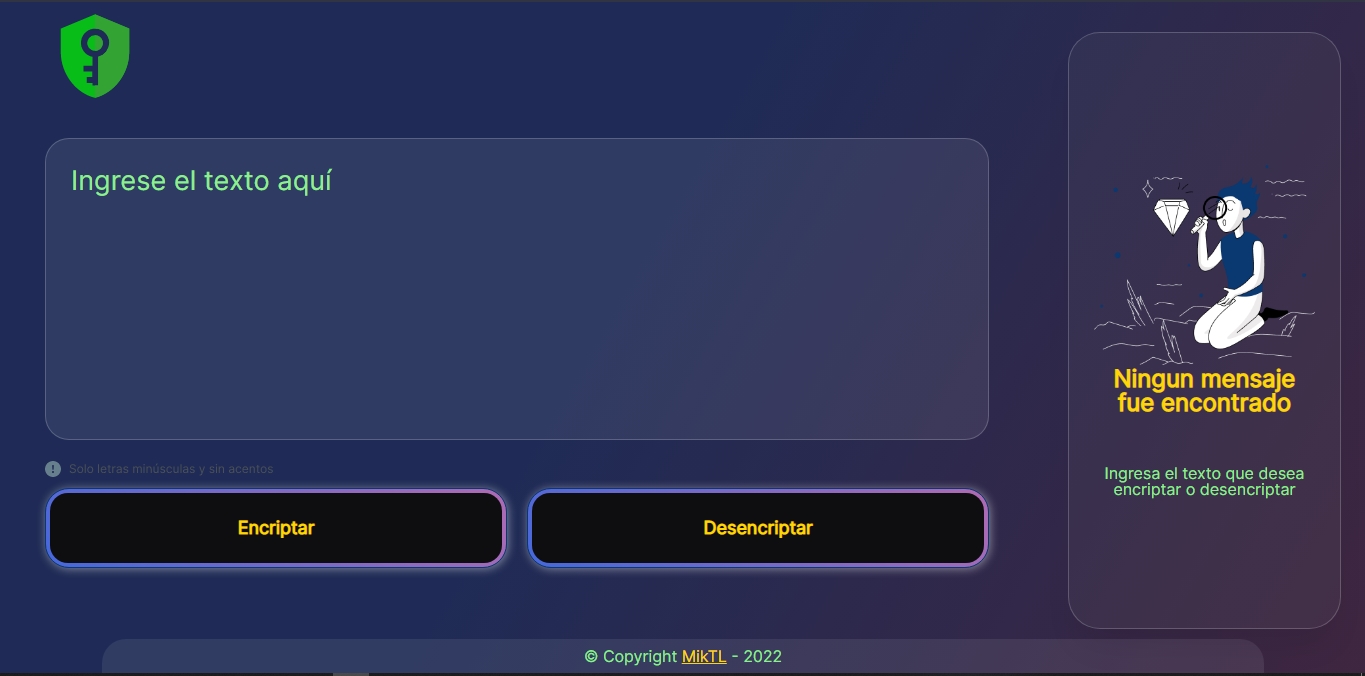 Ingrese el texto aquí
Solo letras minúsculas y sin acentos
Encriptar
Desencriptar
Ningun mensaje
fue encontrado
Ingresa el texto que desea
encriptar o desencriptar
© Copyright MikTL - 2022